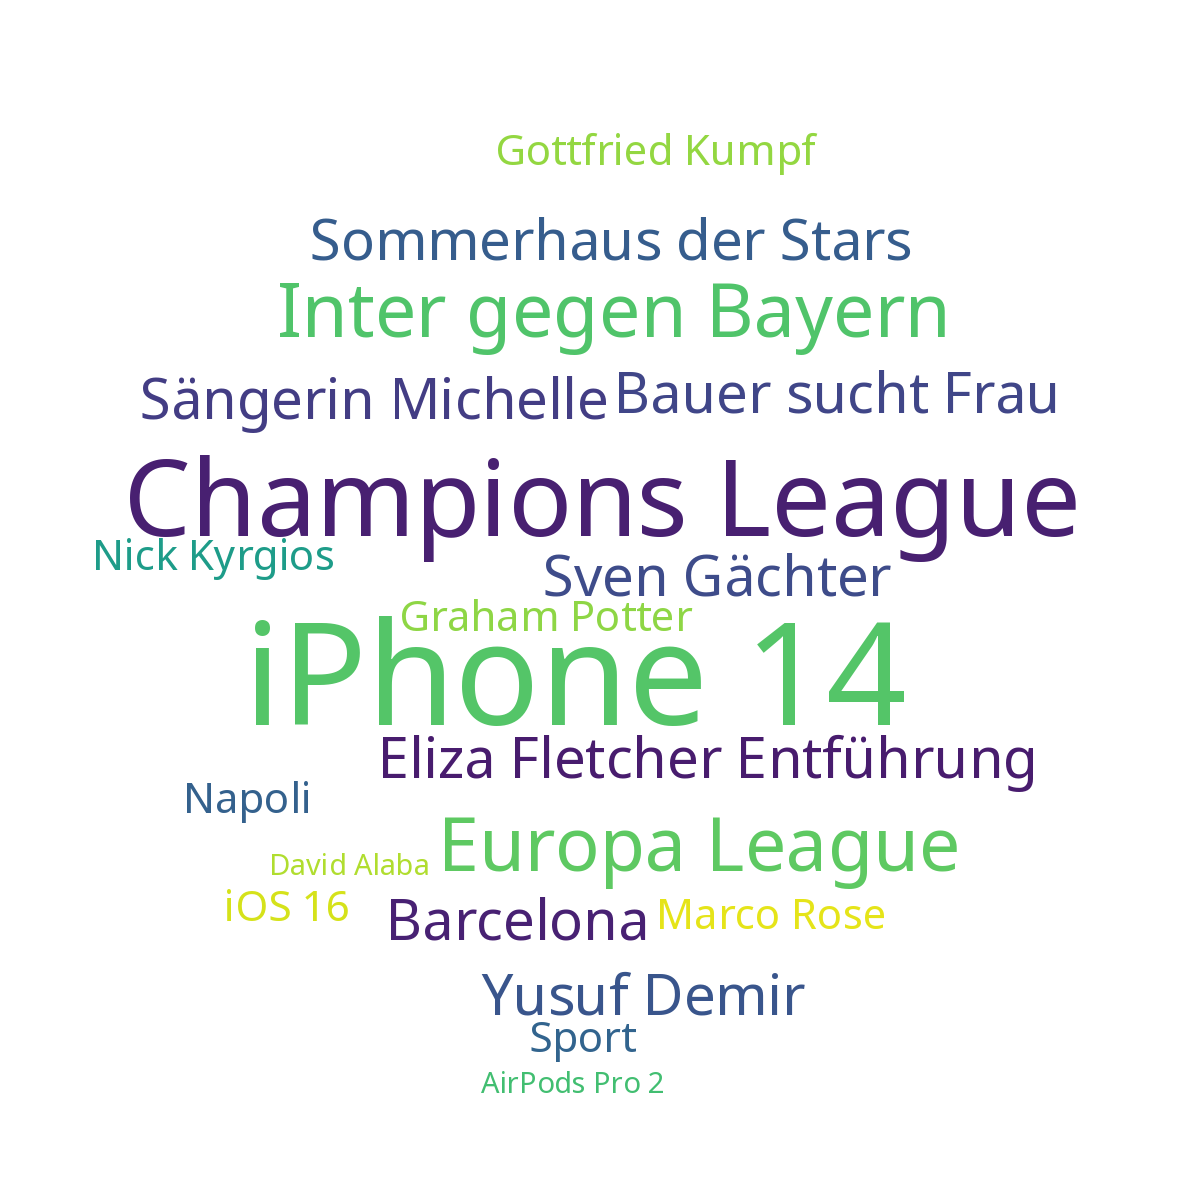 Gottfried Kumpf
Sommerhaus der Stars
Inter gegen Bayern
Sängerin Michelle
Bauer sucht Frau
Champions League
Nick Kyrgios
Sven Gächter
Graham Potter
iPhone 14
Eliza Fletcher Entführung
Napoli
Europa League
David Alaba
iOS 16
Barcelona
Marco Rose
Yusuf Demir
Sport
AirPods Pro 2